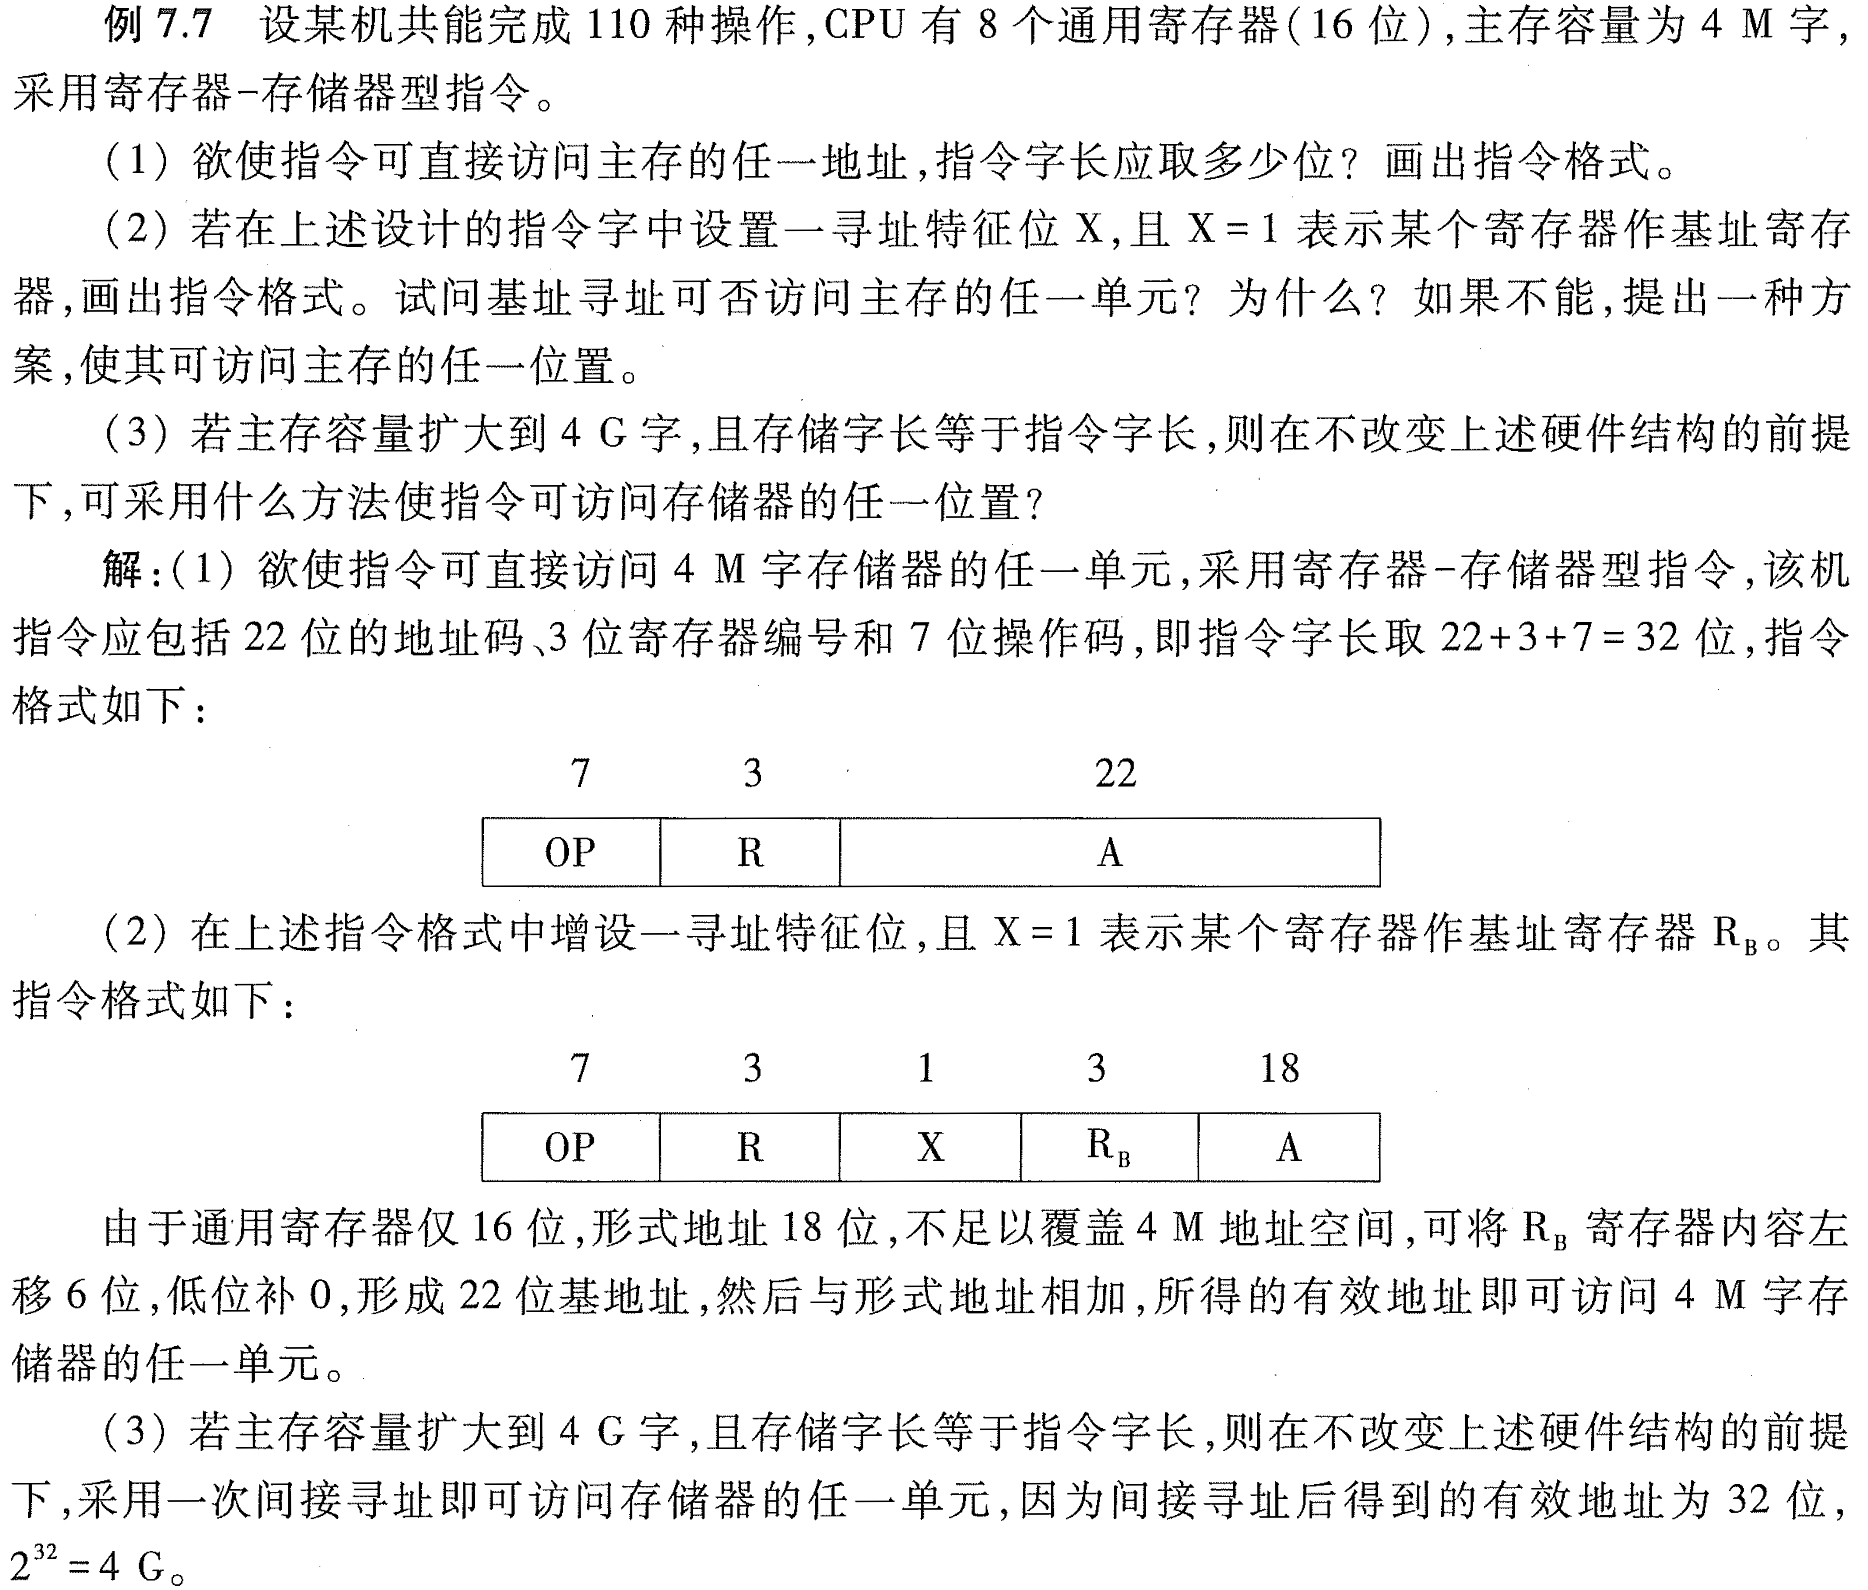 例 7.7 设某机共能完成 110 种操作,CPU 有 8 个通用寄存器(16 位),主存容量为 4 M 字,
采用寄存器-存储器型指令。
(1) 欲使指令可直接访问主存的任一地址,指令字长应取多少位? 画出指令格式。
(2) 若在上述设计的指令字中设置一寻址特征位 X,且 X = 1 表示某个寄存器作基址寄存
器,画出指令格式。试问基址寻址可否访问主存的任一单元? 为什么? 如果不能,提出一种方
案,使其可访问主存的任一位置。
(3) 若主存容量扩大到 4 G 字,且存储字长等于指令字长,则在不改变上述硬件结构的前提
下,可采用什么方法使指令可访问存储器的任一位置?
解:(1) 欲使指令可直接访问 4 M 字存储器的任一单元,采用寄存器-存储器型指令,该机
指令应包括 22 位的地址码、3 位寄存器编号和 7 位操作码,即指令字长取 22+3+7 = 32 位,指令
格式如下:
7 3 22
OP R A
(2) 在上述指令格式中增设一寻址特征位,且 X = 1 表示某个寄存器作基址寄存器 R_B。其
指令格式如下:
7 3 1 3 18
OP R X R_B A
由于通用寄存器仅 16 位,形式地址 18 位,不足以覆盖 4 M 地址空间,可将 R_B 寄存器内容左
移 6 位,低位补 0,形成 22 位基地址,然后与形式地址相加,所得的有效地址即可访问 4 M 字存
储器的任一单元。
(3) 若主存容量扩大到 4 G 字,且存储字长等于指令字长,则在不改变上述硬件结构的前提
下,采用一次间接寻址即可访问存储器的任一单元,因为间接寻址后得到的有效地址为 32 位,
2^32 = 4 G。